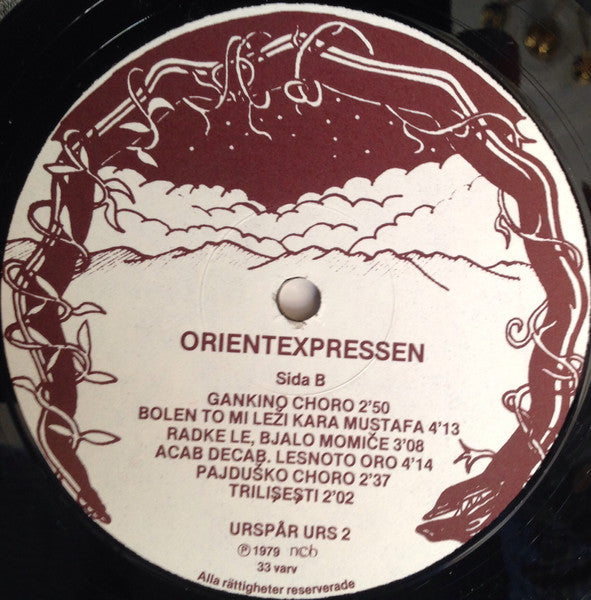 ORIENTEXPRESSEN
Sida B
GANKINO CHORO 2'50
BOLEN TO MI LEŽI KARA MUSTAFA 4'13
RADKE LE, BJALO MOMIČE 3'08
ACAB DECAB. LESNOTO ORO 4'14
PAJDUŠKO CHORO 2'37
TRILIȘEȘTI 2'02
URSPÅR URS 2
Ⓟ 1979 ncb
33 varv
Alla rättigheter reserverade